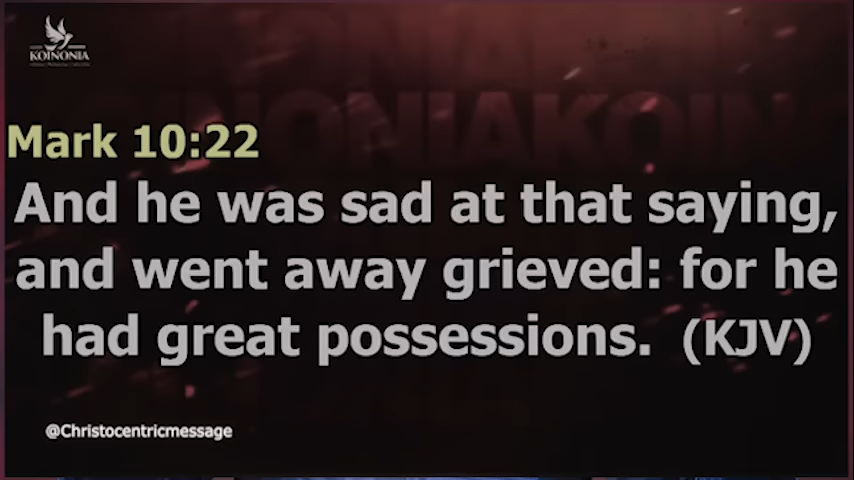 KOINONIA
NONIAKOIN
Mark 10:22
And he was sad at that saying,
and went away grieved: for he
had great possessions. (KJV)
@Christocentricmessage